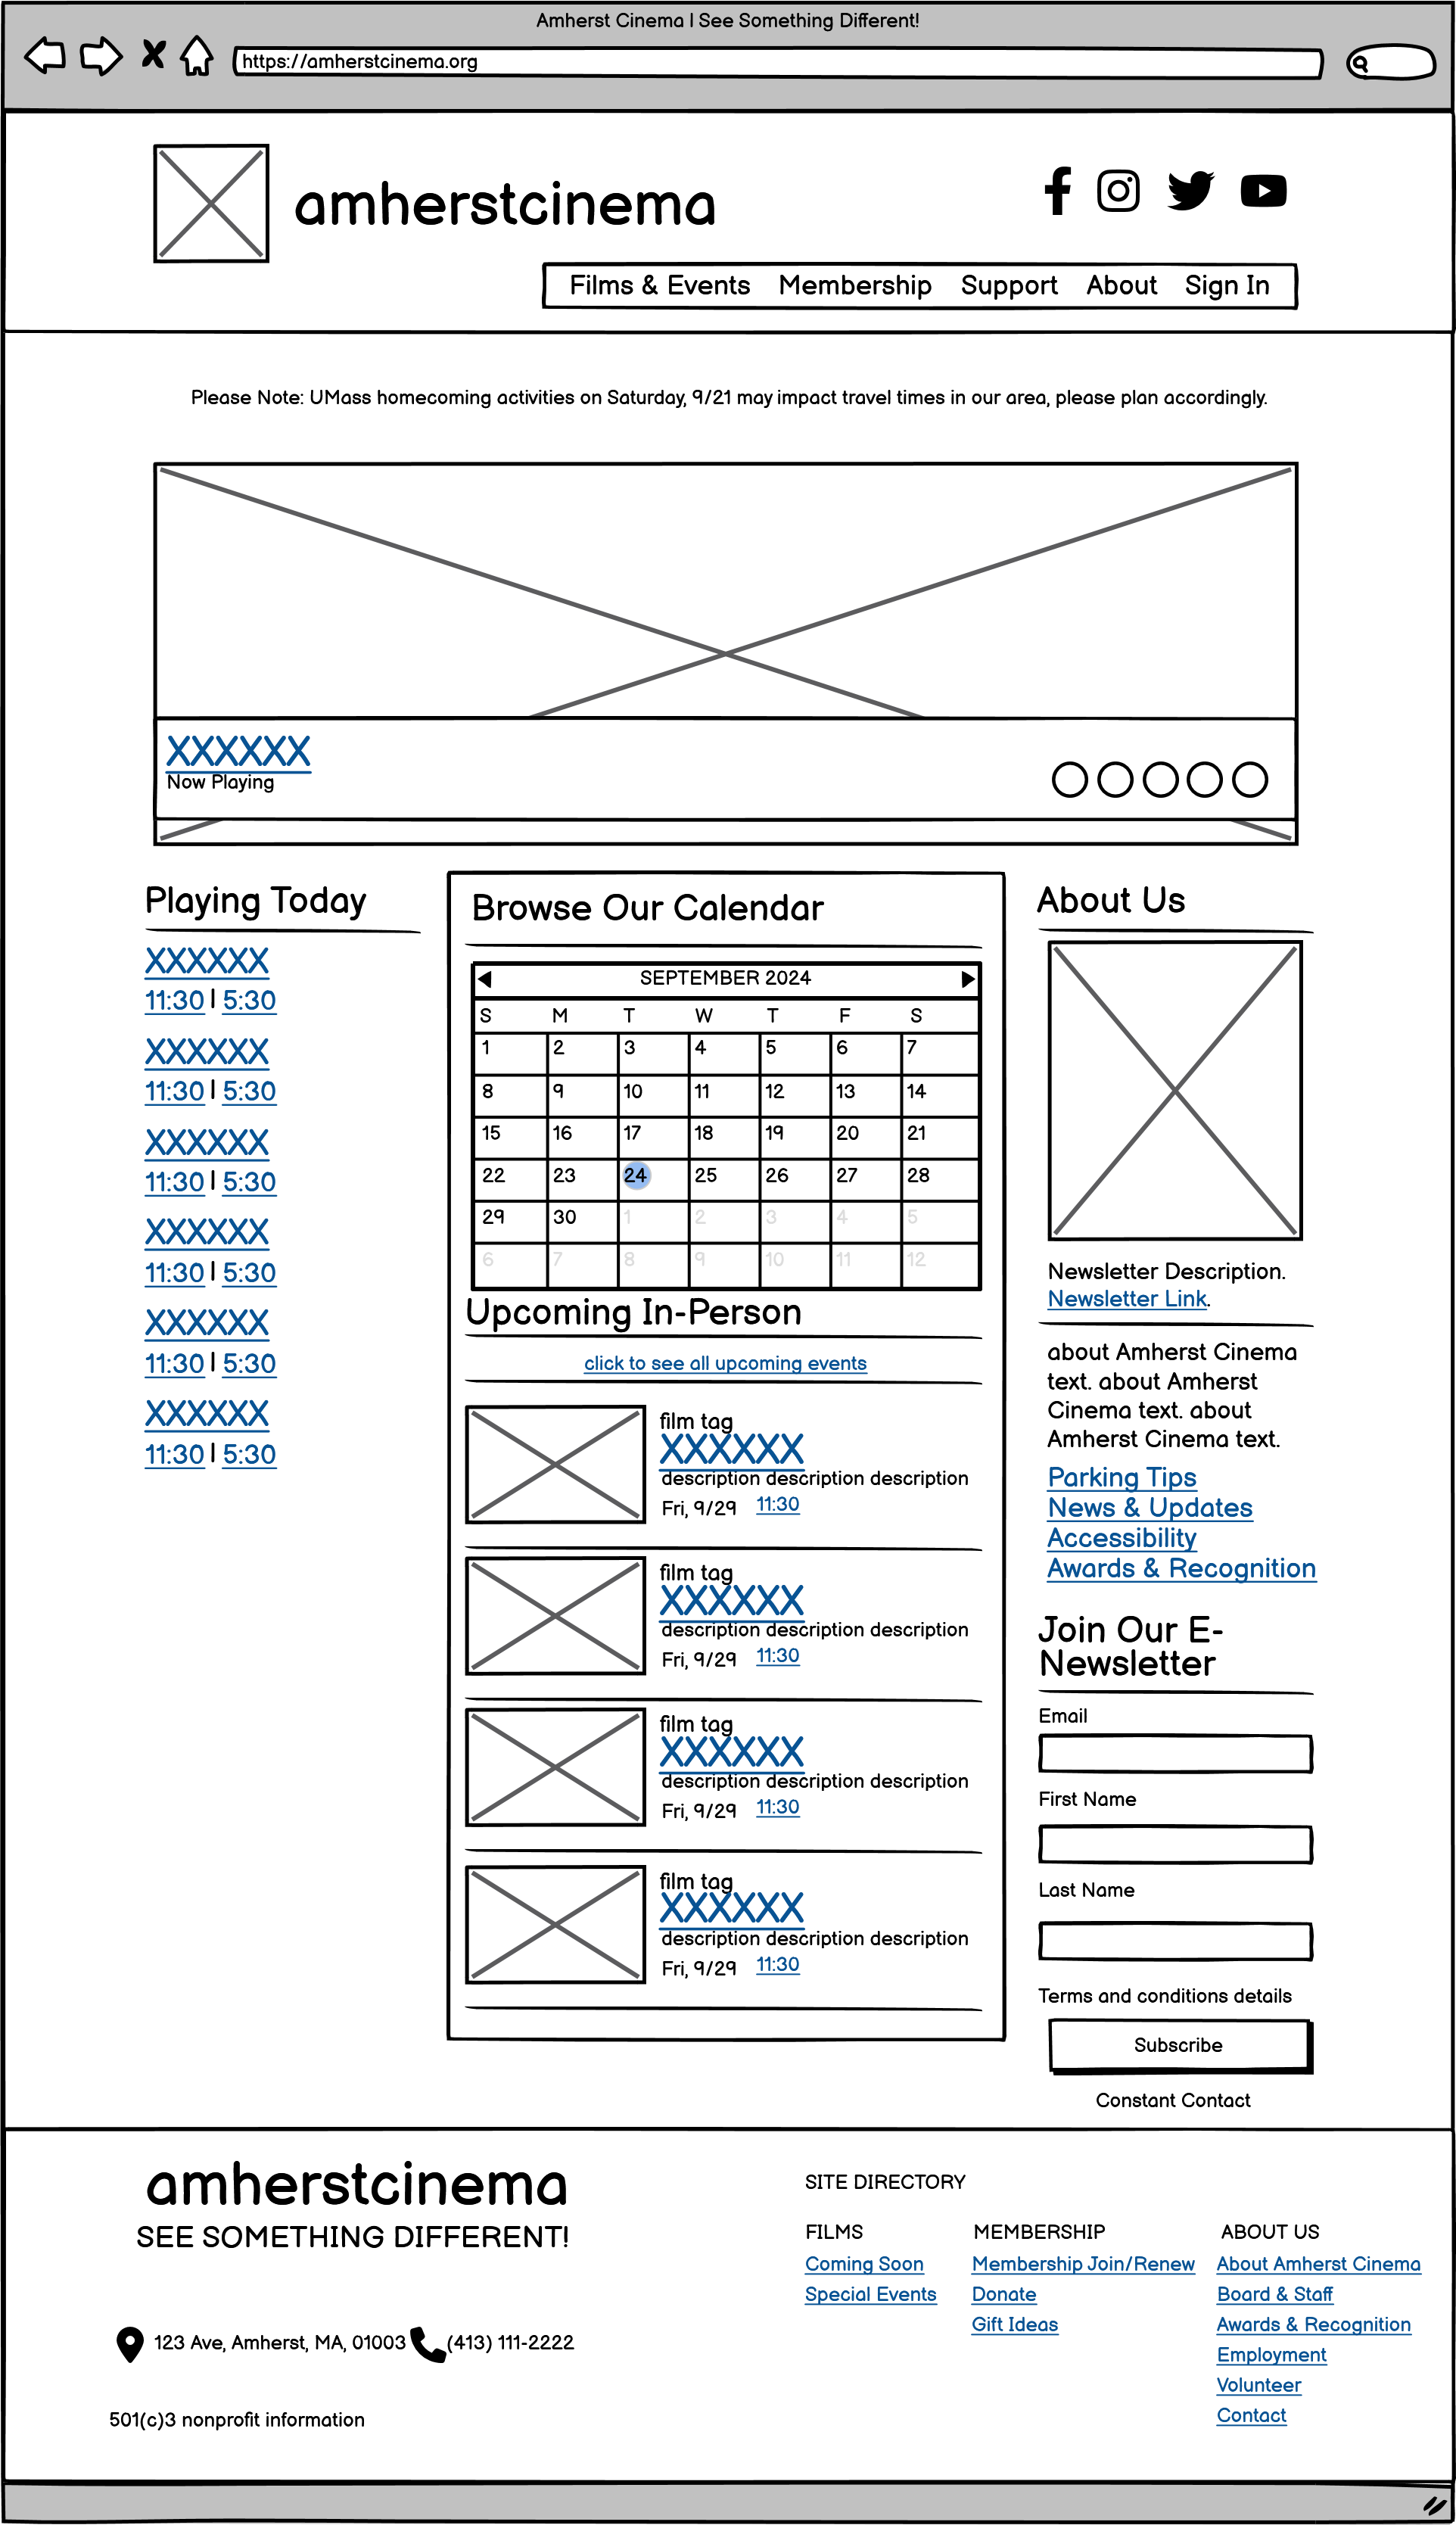 Amherst Cinema | See Something Different!
https://amherstcinema.org
amherstcinema
Films & Events Membership Support About Sign In
Please Note: UMass homecoming activities on Saturday, 9/21 may impact travel times in our area, please plan accordingly.
XXXXXX
Now Playing
Playing Today
XXXXXX
11:30 | 5:30
XXXXXX
11:30 | 5:30
XXXXXX
11:30 | 5:30
XXXXXX
11:30 | 5:30
XXXXXX
11:30 | 5:30
XXXXXX
11:30 | 5:30
Browse Our Calendar
SEPTEMBER 2024
S M T W T F S
1 2 3 4 5 6 7
8 9 10 11 12 13 14
15 16 17 18 19 20 21
22 23 24 25 26 27 28
29 30 1 2 3 4 5
6 7 8 9 10 11 12
Upcoming In-Person
click to see all upcoming events
film tag
XXXXXX
description description description
Fri, 9/29 11:30
film tag
XXXXXX
description description description
Fri, 9/29 11:30
film tag
XXXXXX
description description description
Fri, 9/29 11:30
film tag
XXXXXX
description description description
Fri, 9/29 11:30
About Us
Newsletter Description.
Newsletter Link.
about Amherst Cinema
text. about Amherst
Cinema text. about
Amherst Cinema text.
Parking Tips
News & Updates
Accessibility
Awards & Recognition
Join Our E-
Newsletter
Email
First Name
Last Name
Terms and conditions details
Subscribe
Constant Contact
amherstcinema
SEE SOMETHING DIFFERENT!
123 Ave, Amherst, MA, 01003 (413) 111-2222
501(c)3 nonprofit information
SITE DIRECTORY
FILMS
Coming Soon
Special Events
MEMBERSHIP
Membership Join/Renew
Donate
Gift Ideas
ABOUT US
About Amherst Cinema
Board & Staff
Awards & Recognition
Employment
Volunteer
Contact